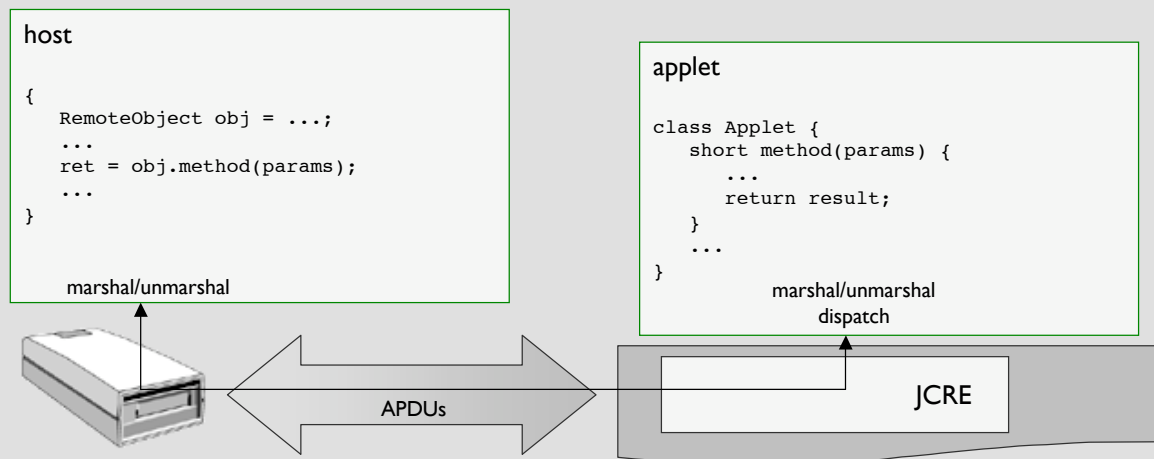 host
{
   RemoteObject obj = ...;
   ...
   ret = obj.method(params);
   ...
}
marshal/unmarshal
applet
class Applet {
   short method(params) {
      ...
      return result;
   }
   ...
}
marshal/unmarshal
dispatch
APDUs
JCRE